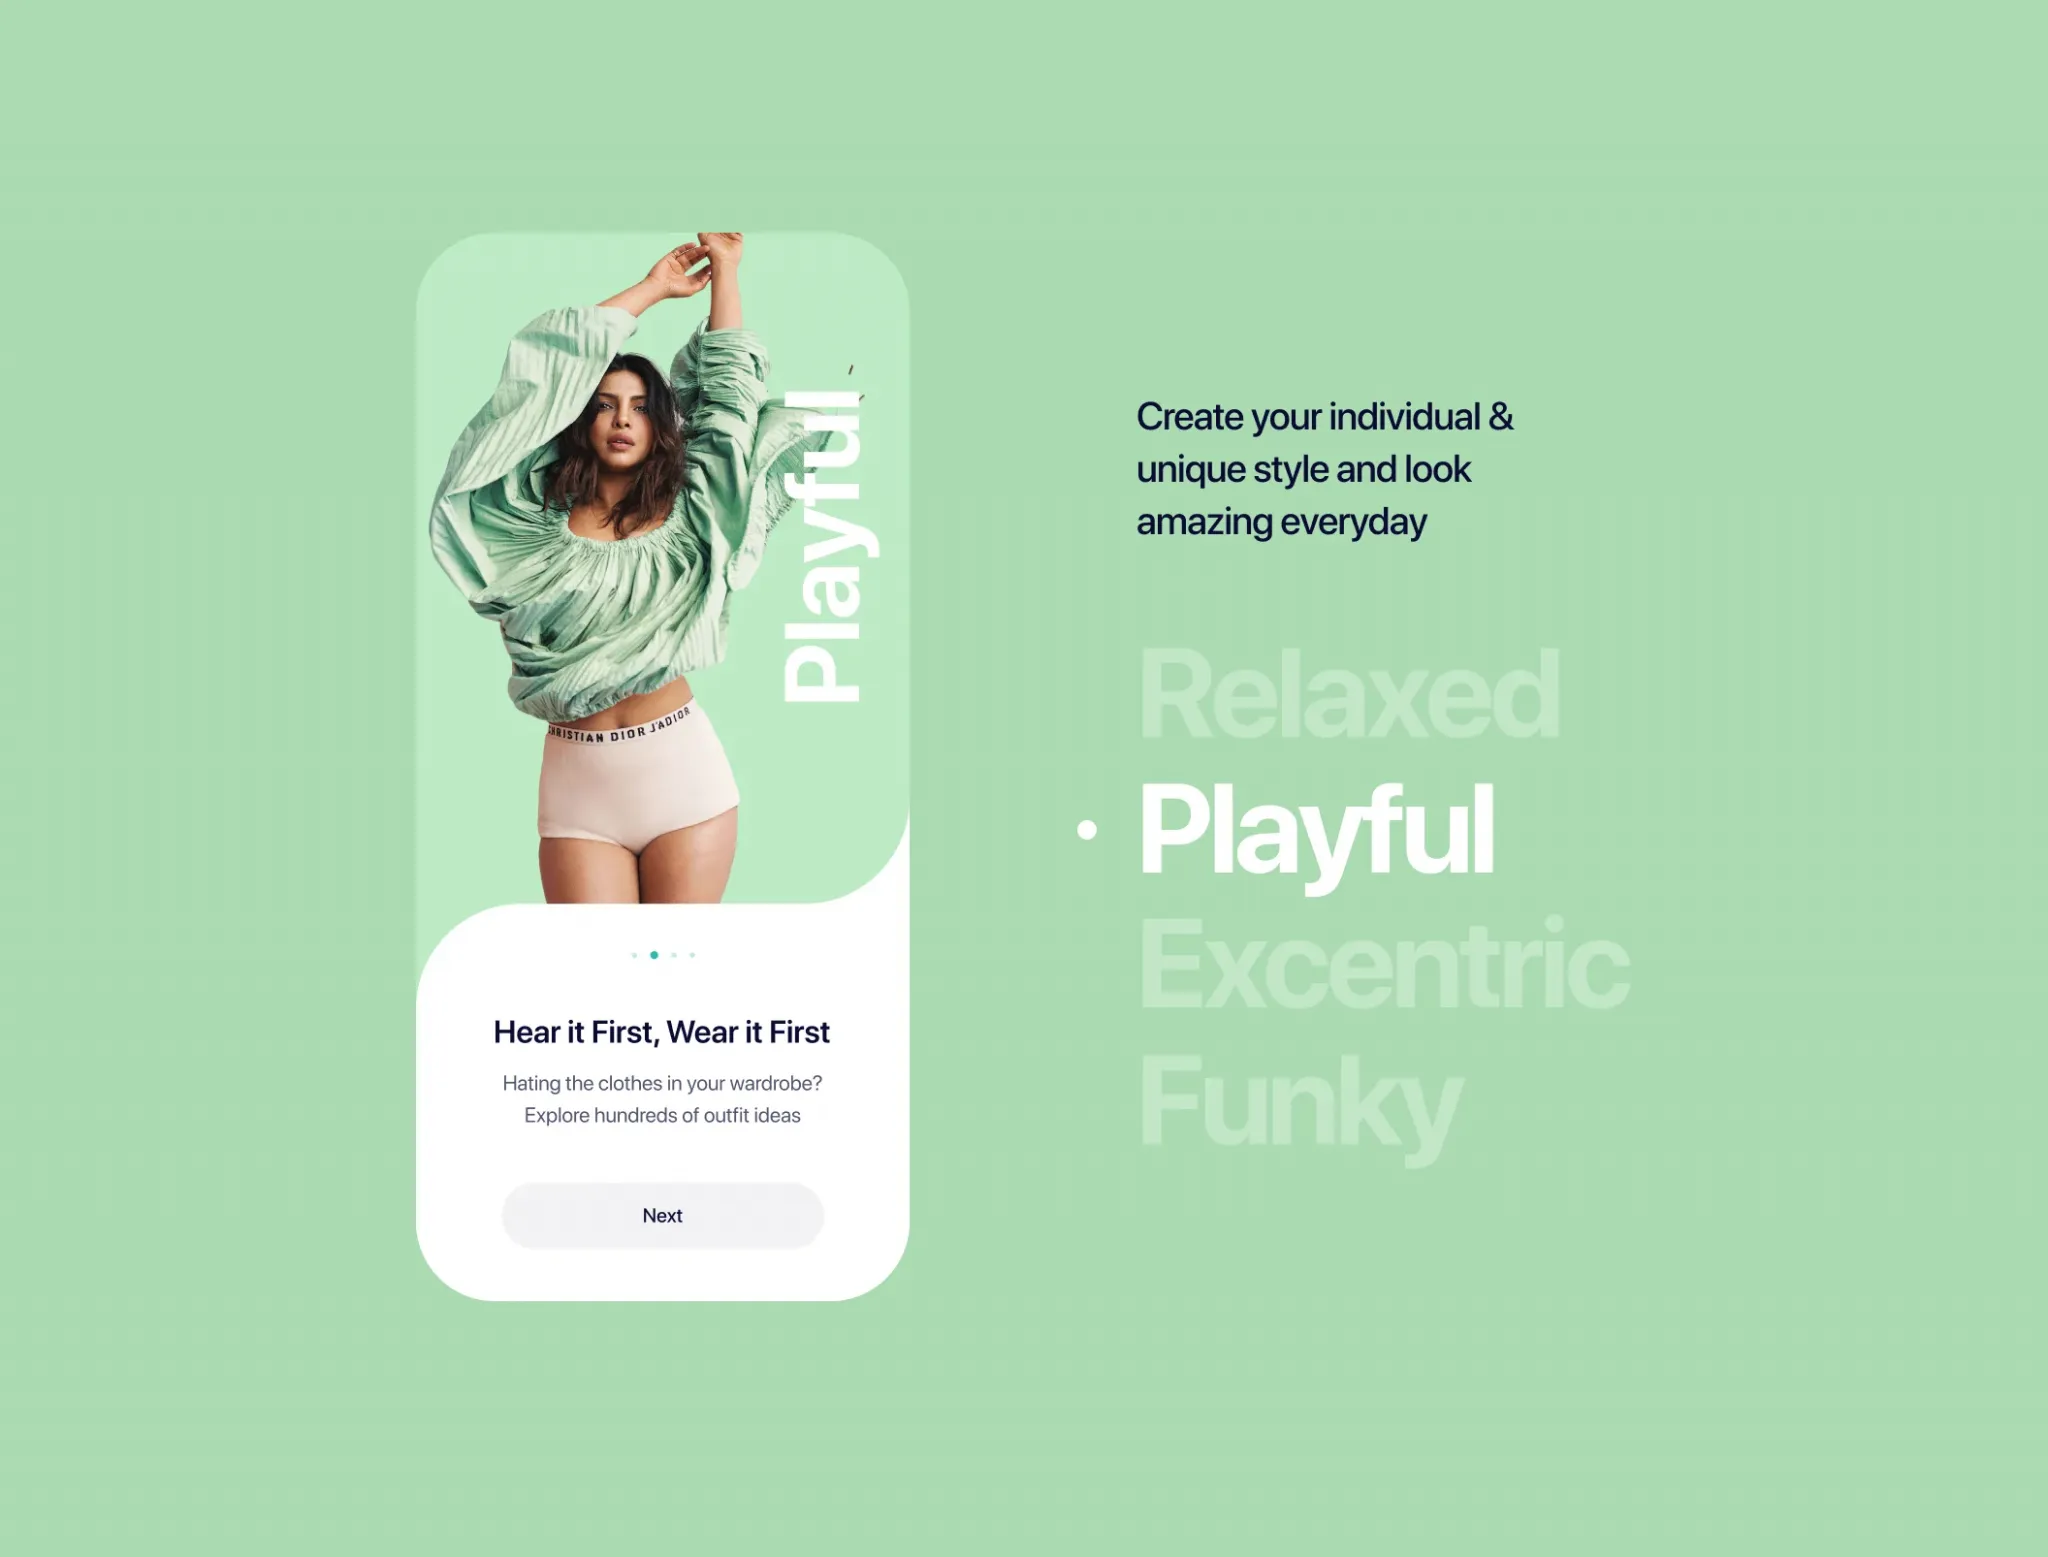 Playful
CHRISTIAN DIOR J'ADIOR
Hear it First, Wear it First
Hating the clothes in your wardrobe?
Explore hundreds of outfit ideas
Next
Create your individual &
unique style and look
amazing everyday
Relaxed
Playful
Excentric
Funky